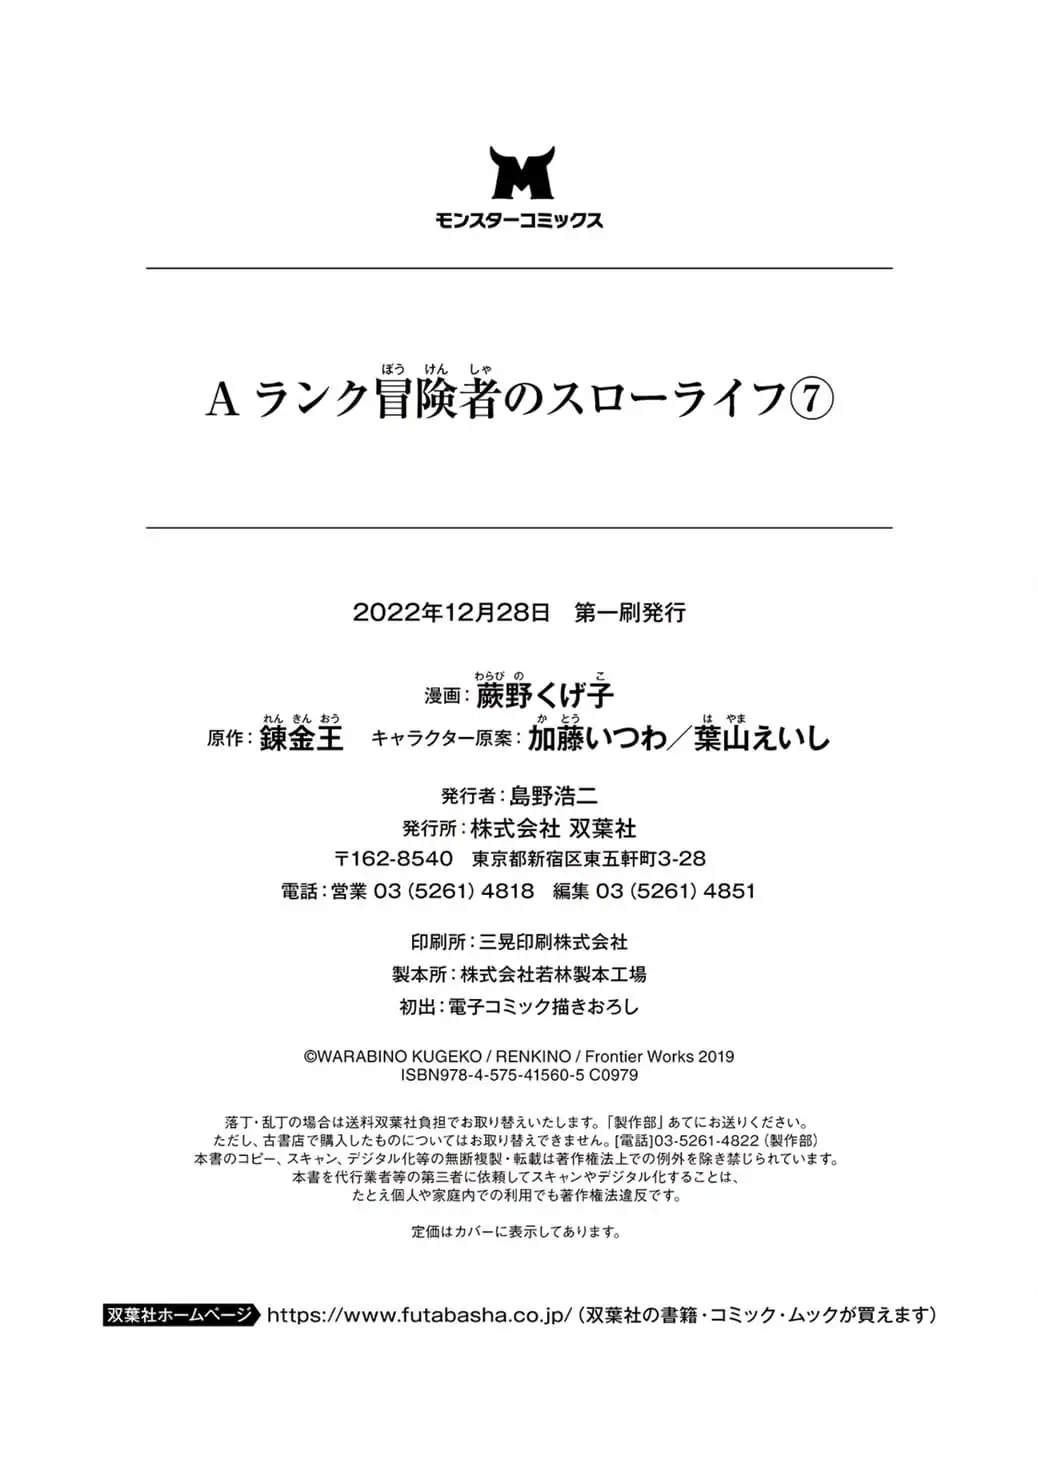 M
モンスターコミックス
Aランク冒険者のスローライフ⑦
2022年12月28日　第一刷発行
漫画：蕨野くげ子
原作：錬金王　キャラクター原案：加藤いつわ／葉山えいし
発行者：島野浩二
発行所：株式会社 双葉社
〒162-8540　東京都新宿区東五軒町3-28
電話：営業 03（5261）4818　編集 03（5261）4851
印刷所：三晃印刷株式会社
製本所：株式会社若林製本工場
初出：電子コミック描きおろし
©WARABINO KUGEKO / RENKINO / Frontier Works 2019
ISBN978-4-575-41560-5 C0979
落丁・乱丁の場合は送料双葉社負担でお取り替えいたします。「製作部」あてにお送りください。
ただし、古書店で購入したものについてはお取り替えできません。[電話]03-5261-4822（製作部）
本書のコピー、スキャン、デジタル化等の無断複製・転載は著作権法上での例外を除き禁じられています。
本書を代行業者等の第三者に依頼してスキャンやデジタル化することは、
たとえ個人や家庭内での利用でも著作権法違反です。
定価はカバーに表示してあります。
双葉社ホームページ https://www.futabasha.co.jp/（双葉社の書籍・コミック・ムックが買えます）